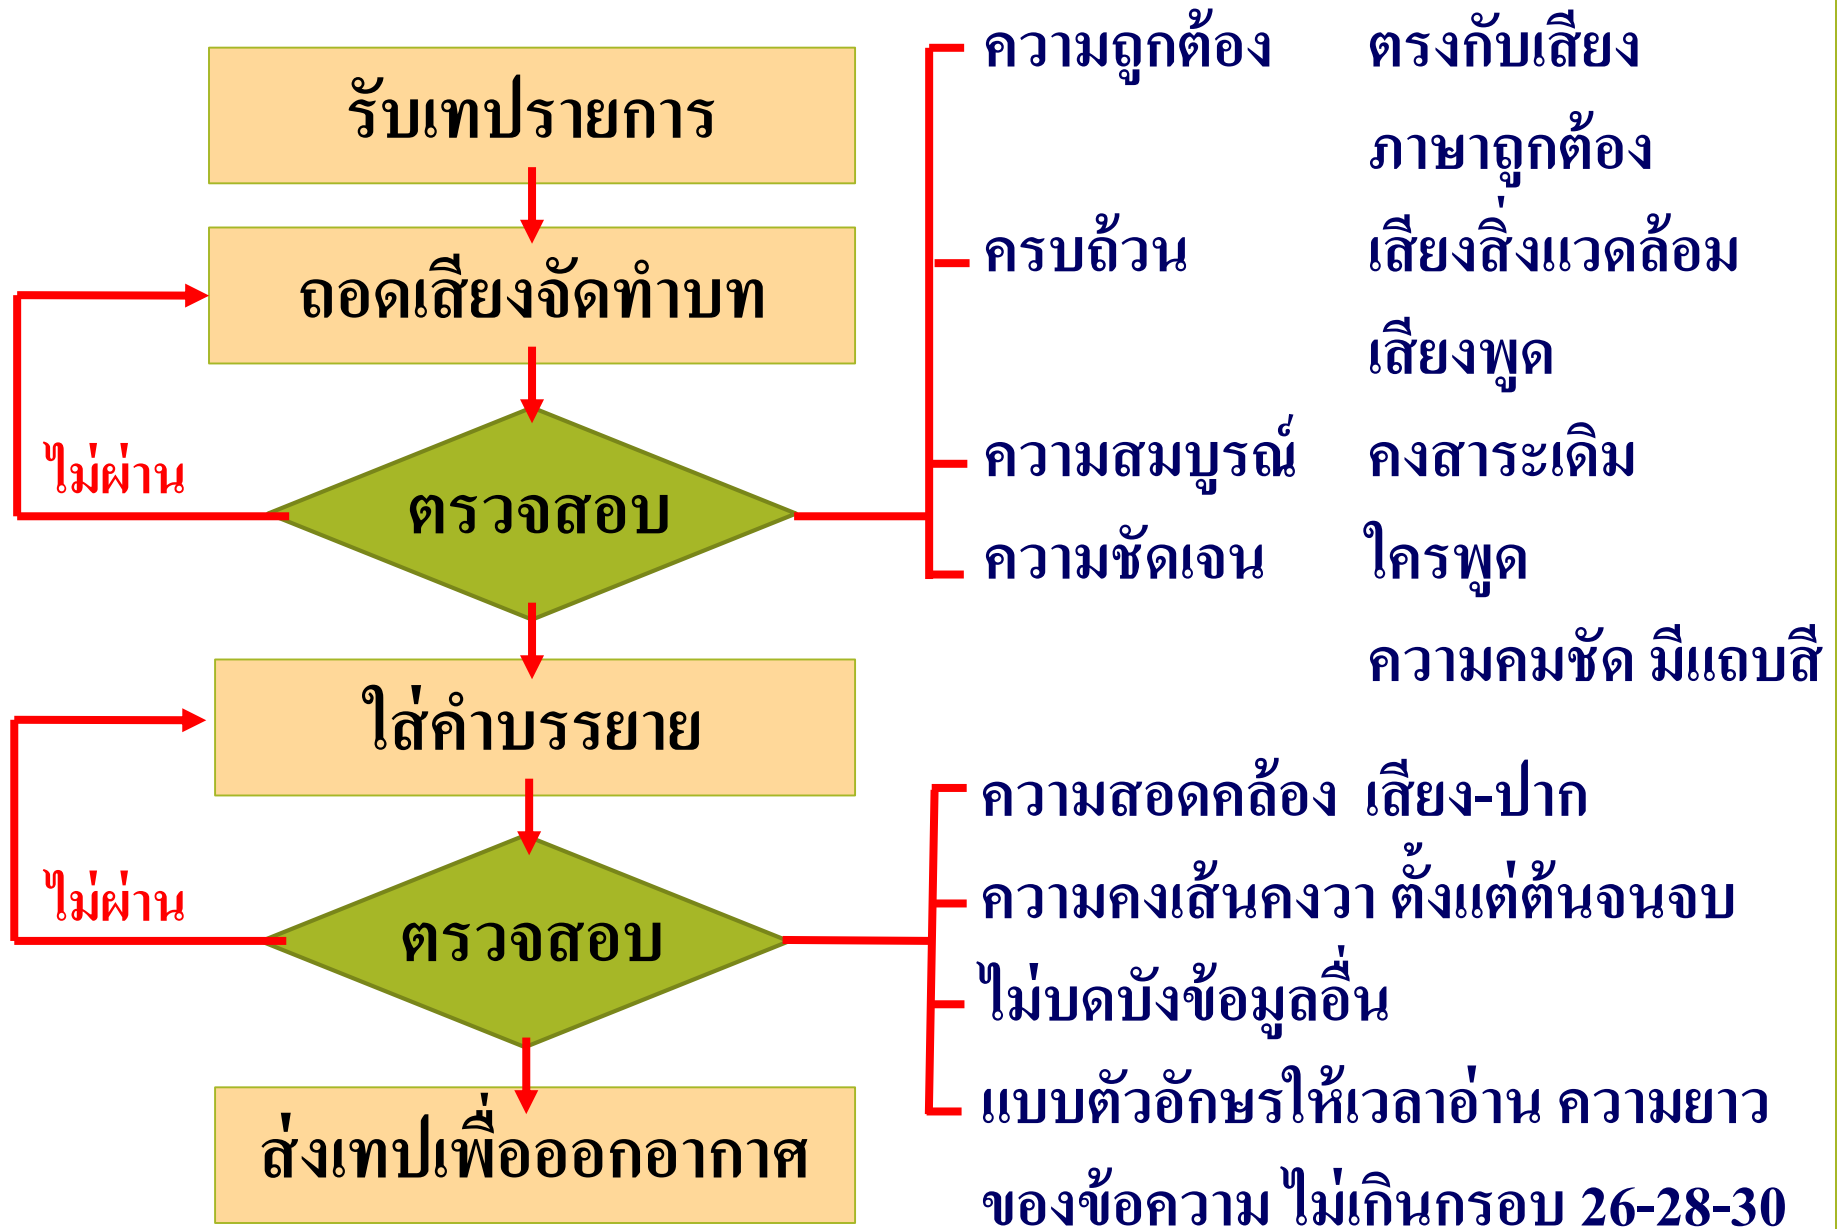 รับเทปรายการ
ถอดเสียงจัดทำบท
ไม่ผ่าน
ตรวจสอบ
ใส่คำบรรยาย
ไม่ผ่าน
ตรวจสอบ
ส่งเทปเพื่อออกอากาศ
ความถูกต้อง ตรงกับเสียง
ภาษาถูกต้อง
ครบถ้วน เสียงสิ่งแวดล้อม
เสียงพูด
ความสมบูรณ์ คงสาระเดิม
ความชัดเจน ใครพูด
ความคมชัด มีแถบสี
ความสอดคล้อง เสียง-ปาก
ความคงเส้นคงวา ตั้งแต่ต้นจนจบ
ไม่บดบังข้อมูลอื่น
แบบตัวอักษรให้เวลาอ่าน ความยาว
ของข้อความ ไม่เกินกรอบ 26-28-30